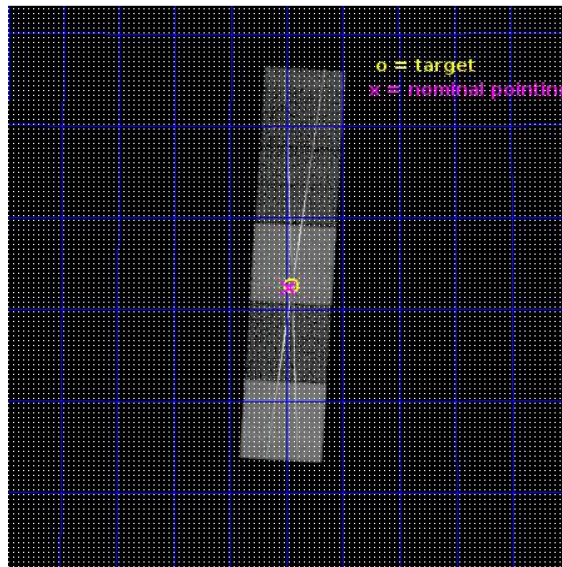 o = target
x = nominal pointing